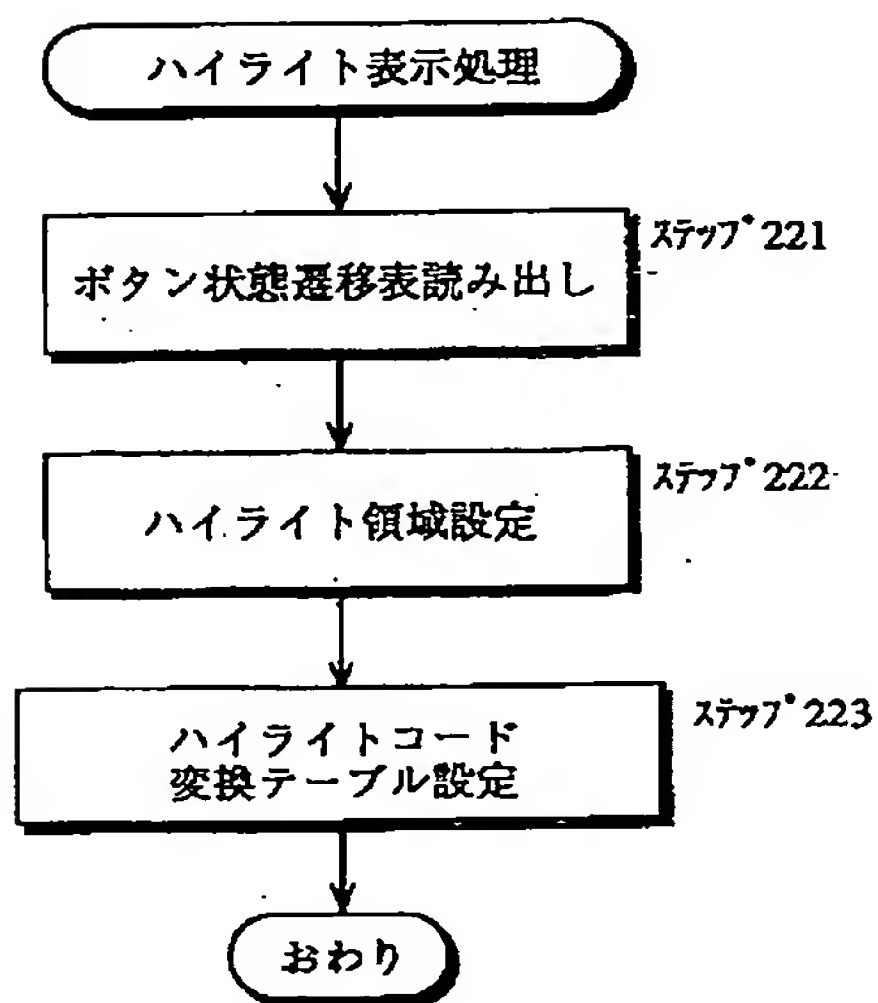 ハイライト表示処理
ステップ221
ボタン状態遷移表読み出し
ステップ222
ハイライト領域設定
ステップ223
ハイライトコード
変換テーブル設定
おわり